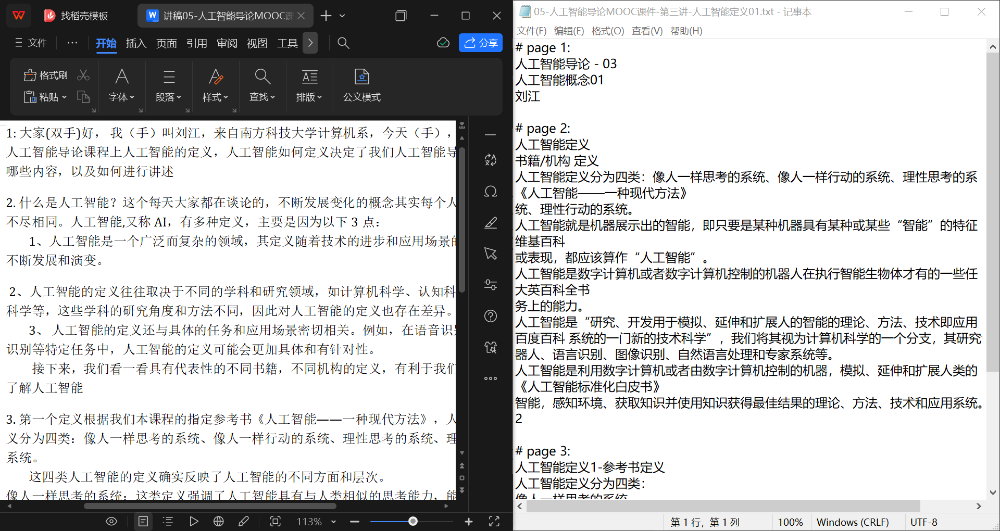 找稻壳模板
讲稿05-人工智能导论MOOC课
文件
开始 插入 页面 引用 审阅 视图 工具
分享
格式刷
粘贴
字体
段落
样式
查找
排版
公文模式
1: 大家(双手)好， 我（手）叫刘江，来自南方科技大学计算机系，今天（手），
人工智能导论课程上人工智能的定义，人工智能如何定义决定了我们人工智能导
哪些内容，以及如何进行讲述
2. 什么是人工智能？这个每天大家都在谈论的，不断发展变化的概念其实每个人
不尽相同。人工智能,又称 AI，有多种定义，主要是因为以下 3 点：
1、人工智能是一个广泛而复杂的领域，其定义随着技术的进步和应用场景的
不断发展和演变。
2、人工智能的定义往往取决于不同的学科和研究领域，如计算机科学、认知科
科学等，这些学科的研究角度和方法不同，因此对人工智能的定义也存在差异。
3、 人工智能的定义还与具体的任务和应用场景密切相关。例如，在语音识别
识别等特定任务中，人工智能的定义可能会更加具体和有针对性。
接下来，我们看一看具有代表性的不同书籍，不同机构的定义，有利于我们
了解人工智能
3. 第一个定义根据我们本课程的指定参考书《人工智能——一种现代方法》，人
义分为四类：像人一样思考的系统、像人一样行动的系统、理性思考的系统、理
系统。
这四类人工智能的定义确实反映了人工智能的不同方面和层次。
像人一样思考的系统：这类定义强调了人工智能具有与人类相似的思考能力，能
113%
05-人工智能导论MOOC课件-第三讲-人工智能定义01.txt - 记事本
文件(F) 编辑(E) 格式(O) 查看(V) 帮助(H)
# page 1:
人工智能导论 - 03
人工智能概念01
刘江
# page 2:
人工智能定义
书籍/机构 定义
人工智能定义分为四类：像人一样思考的系统、像人一样行动的系统、理性思考的系
《人工智能——一种现代方法》
统、理性行动的系统。
人工智能就是机器展示出的智能，即只要是某种机器具有某种或某些“智能”的特征
维基百科
或表现，都应该算作“人工智能”。
人工智能是数字计算机或者数字计算机控制的机器人在执行智能生物体才有的一些任
大英百科全书
务上的能力。
人工智能是“研究、开发用于模拟、延伸和扩展人的智能的理论、方法、技术即应用
百度百科 系统的一门新的技术科学”，我们将其视为计算机科学的一个分支，其研究
器人、语言识别、图像识别、自然语言处理和专家系统等。
人工智能是利用数字计算机或者由数字计算机控制的机器，模拟、延伸和扩展人类的
《人工智能标准化白皮书》
智能，感知环境、获取知识并使用知识获得最佳结果的理论、方法、技术和应用系统。
2
# page 3:
人工智能定义1-参考书定义
人工智能定义分为四类：
像人一样思考的系统
第 1 行，第 1 列 100% Windows (CRLF) UTF-8